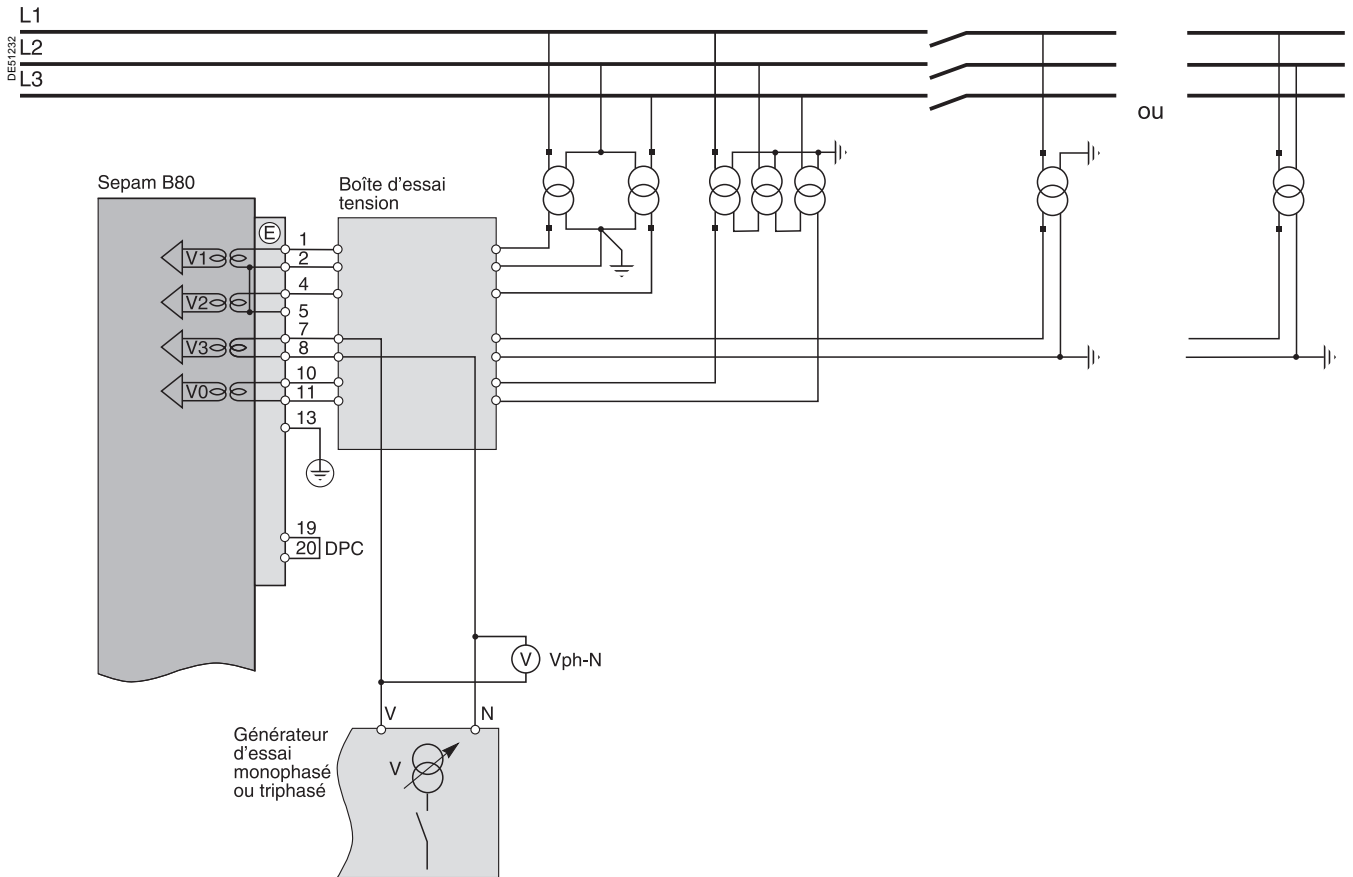 L1
L2
L3
DE51232
ou
Sepam B80
Boîte d'essai
tension
E
1
V1
2
4
V2
5
7
V3
8
10
V0
11
13
19
20 DPC
V Vph-N
V N
Générateur
d'essai
monophasé
ou triphasé
V